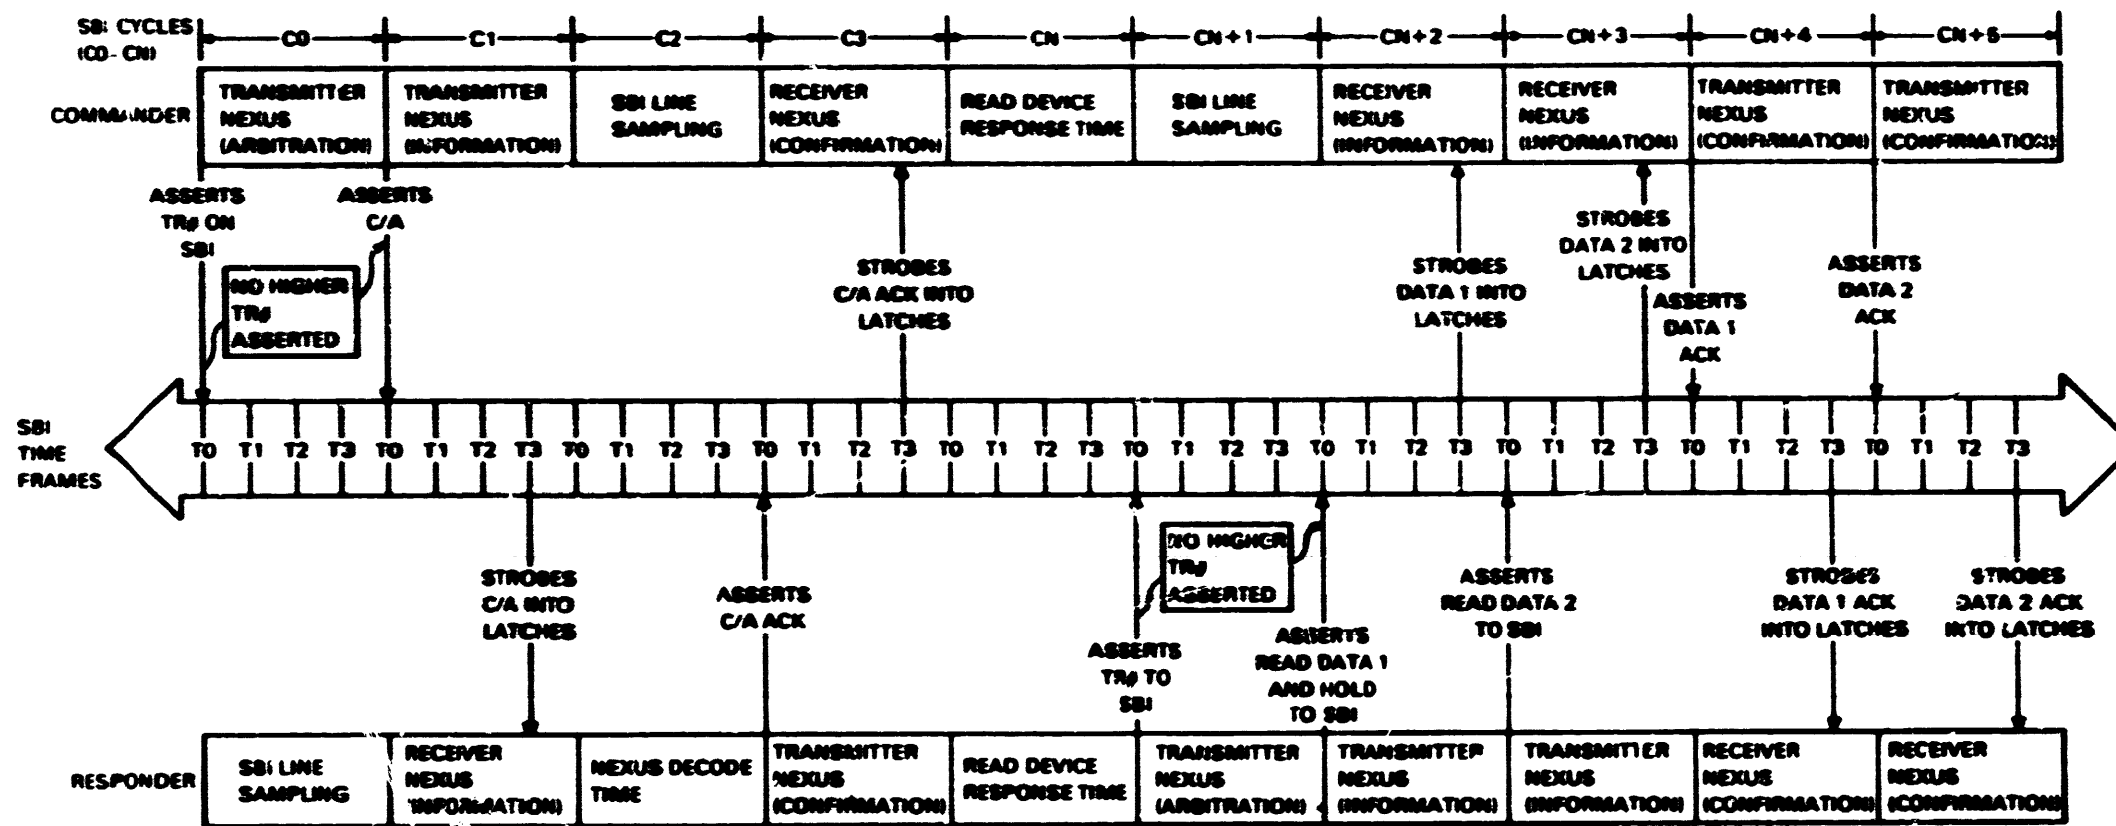 SBI CYCLES
(C0 - CN)
C0
C1
C2
C3
CN
CN + 1
CN + 2
CN + 3
CN + 4
CN + 5
COMMANDER
TRANSMITTER
NEXUS
(ARBITRATION)
TRANSMITTER
NEXUS
(INFORMATION)
SBI LINE
SAMPLING
RECEIVER
NEXUS
(CONFIRMATION)
READ DEVICE
RESPONSE TIME
SBI LINE
SAMPLING
RECEIVER
NEXUS
(INFORMATION)
RECEIVER
NEXUS
(INFORMATION)
TRANSMITTER
NEXUS
(CONFIRMATION)
TRANSMITTER
NEXUS
(CONFIRMATION)
ASSERTS
TR# ON
SBI
ASSERTS
C/A
NO HIGHER
TR#
ASSERTED
STROBES
C/A ACK INTO
LATCHES
STROBES
DATA 1 INTO
LATCHES
STROBES
DATA 2 INTO
LATCHES
ASSERTS
DATA 1
ACK
ASSERTS
DATA 2
ACK
SBI
TIME
FRAMES
T0 T1 T2 T3 T0 T1 T2 T3 T0 T1 T2 T3 T0 T1 T2 T3 T0 T1 T2 T3 T0 T1 T2 T3 T0 T1 T2 T3 T0 T1 T2 T3 T0 T1 T2 T3 T0 T1 T2 T3
STROBES
C/A INTO
LATCHES
ASSERTS
C/A ACK
NO HIGHER
TR#
ASSERTED
ASSERTS
TR# TO
SBI
ASSERTS
READ DATA 1
AND HOLD
TO SBI
ASSERTS
READ DATA 2
TO SBI
STROBES
DATA 1 ACK
INTO LATCHES
STROBES
DATA 2 ACK
INTO LATCHES
RESPONDER
SBI LINE
SAMPLING
RECEIVER
NEXUS
(INFORMATION)
NEXUS DECODE
TIME
TRANSMITTER
NEXUS
(CONFIRMATION)
READ DEVICE
RESPONSE TIME
TRANSMITTER
NEXUS
(ARBITRATION)
TRANSMITTER
NEXUS
(INFORMATION)
TRANSMITTER
NEXUS
(INFORMATION)
RECEIVER
NEXUS
(CONFIRMATION)
RECEIVER
NEXUS
(CONFIRMATION)